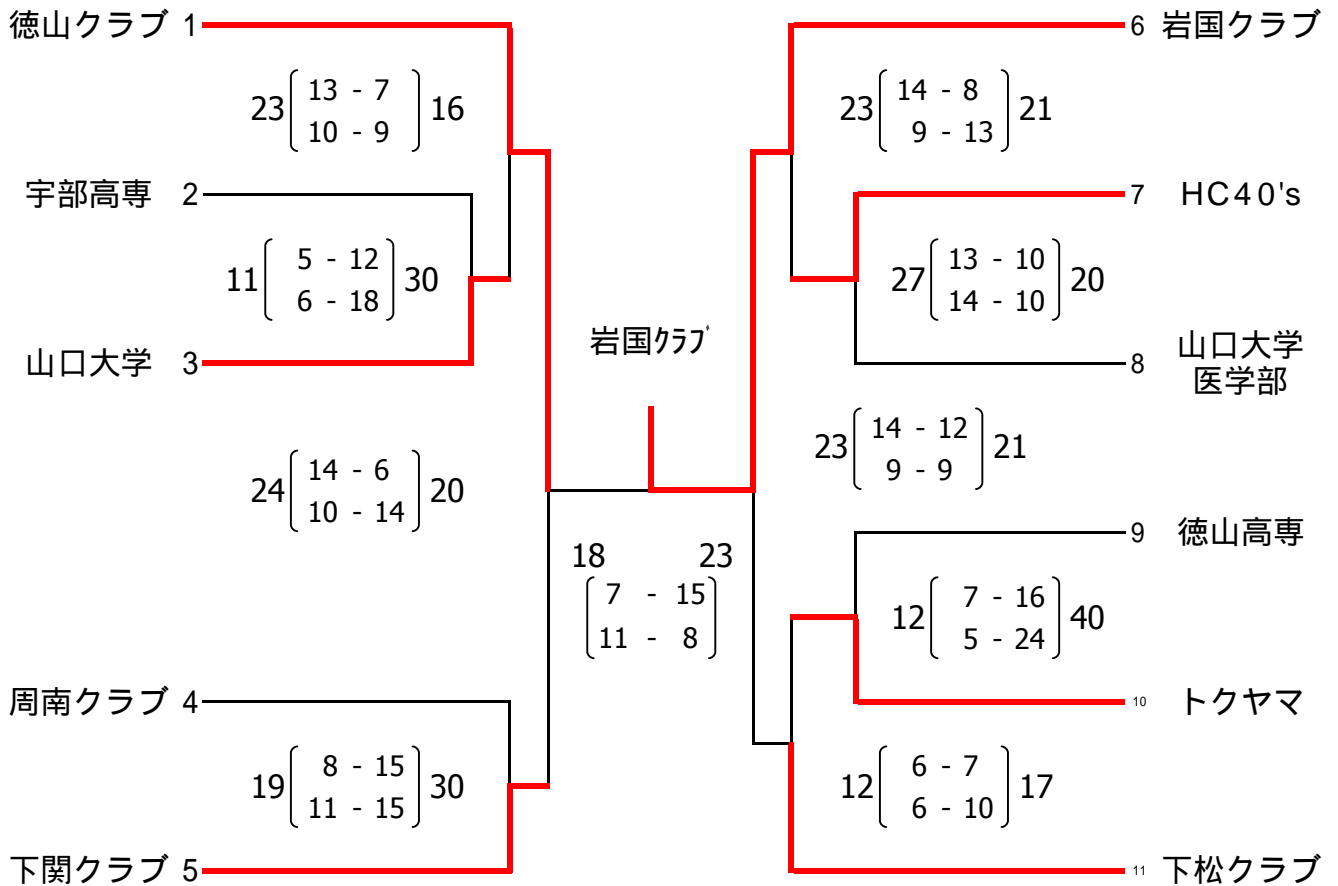 徳山クラブ 1
23 13 - 7 16
10 - 9
宇部高専 2
11 5 - 12 30
6 - 18
山口大学 3
24 14 - 6 20
10 - 14
周南クラブ 4
19 8 - 15 30
11 - 15
下関クラブ 5
岩国ｸﾗﾌﾞ
18 23
7 - 15
11 - 8
6 岩国クラブ
23 14 - 8 21
9 - 13
7 HC40's
27 13 - 10 20
14 - 10
8 山口大学
医学部
23 14 - 12 21
9 - 9
9 徳山高専
12 7 - 16 40
5 - 24
10 トクヤマ
12 6 - 7 17
6 - 10
11 下松クラブ